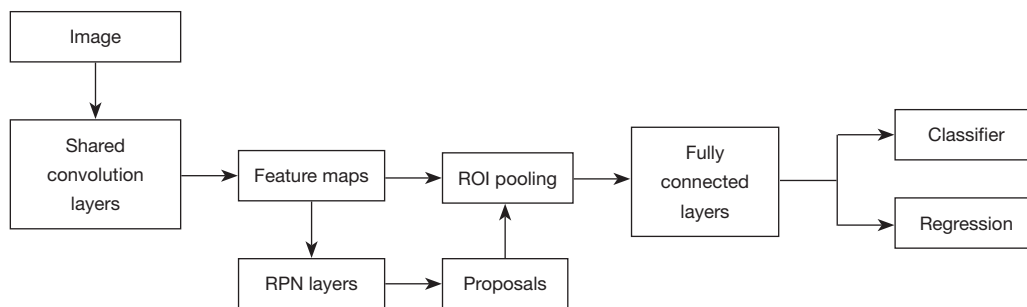 Image
Shared
convolution
layers
Feature maps
ROI pooling
Fully
connected
layers
Classifier
Regression
RPN layers
Proposals